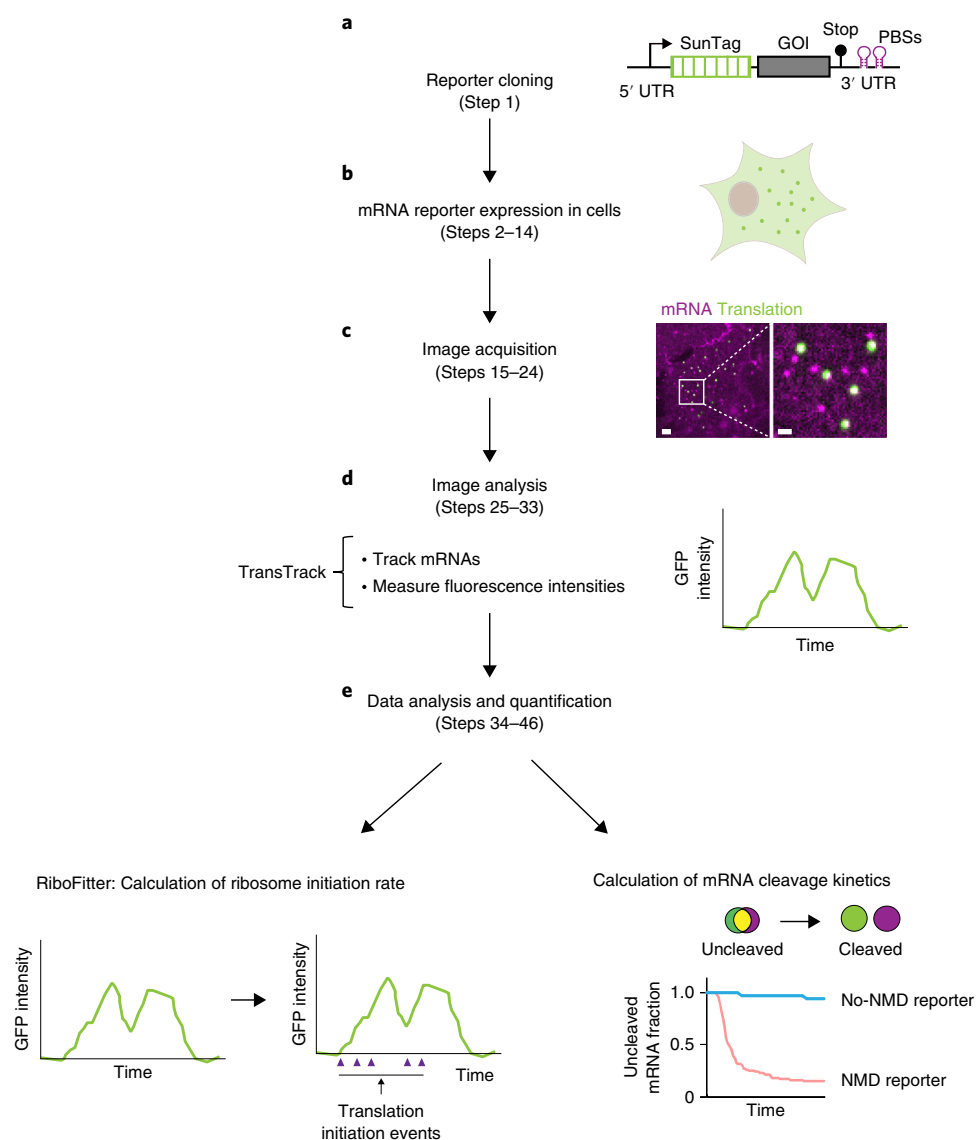 a
Stop
SunTag
GOI
PBSs
5′ UTR
3′ UTR
Reporter cloning
(Step 1)
b
mRNA reporter expression in cells
(Steps 2–14)
mRNA Translation
c
Image acquisition
(Steps 15–24)
d
Image analysis
(Steps 25–33)
TransTrack
• Track mRNAs
• Measure fluorescence intensities
GFP
intensity
Time
e
Data analysis and quantification
(Steps 34–46)
RiboFitter: Calculation of ribosome initiation rate
GFP intensity
Time
GFP intensity
Time
Translation
initiation events
Calculation of mRNA cleavage kinetics
Uncleaved
Cleaved
Uncleaved
mRNA fraction
1.0
0.5
0
No-NMD reporter
NMD reporter
Time